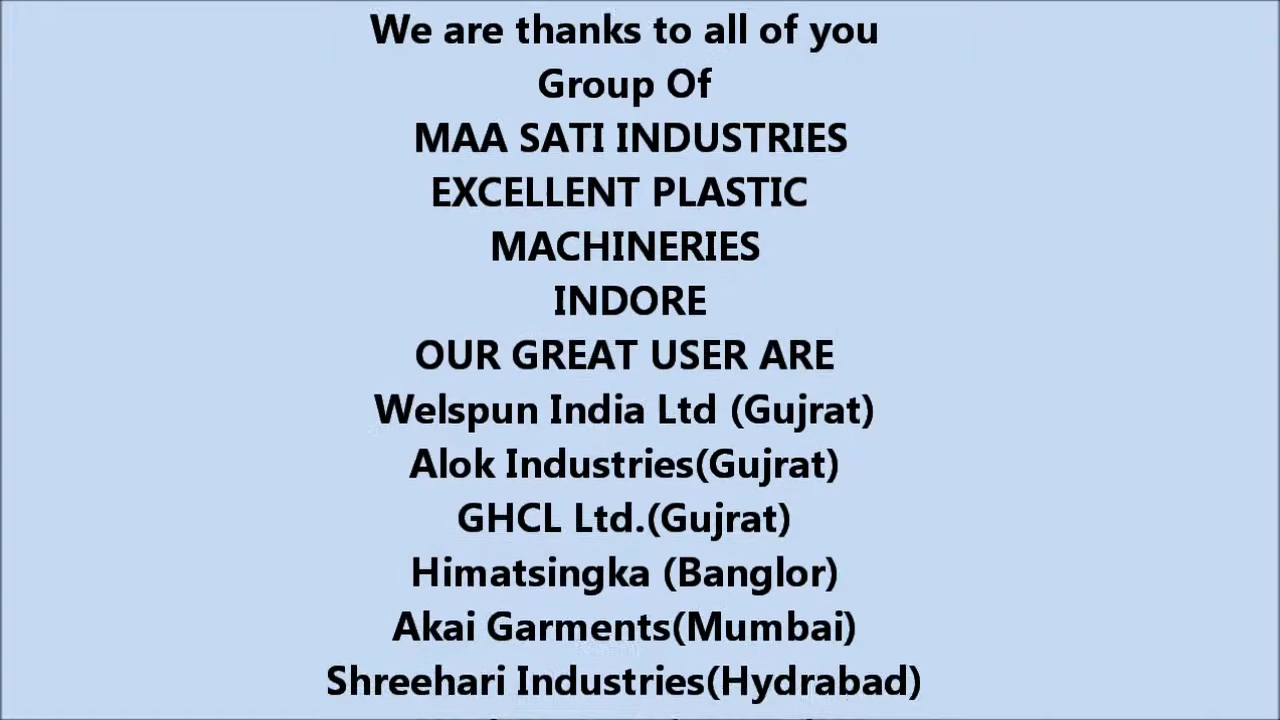 We are thanks to all of you
Group Of
MAA SATI INDUSTRIES
EXCELLENT PLASTIC
MACHINERIES
INDORE
OUR GREAT USER ARE
Welspun India Ltd (Gujrat)
Alok Industries(Gujrat)
GHCL Ltd.(Gujrat)
Himatsingka (Banglor)
Akai Garments(Mumbai)
Shreehari Industries(Hydrabad)